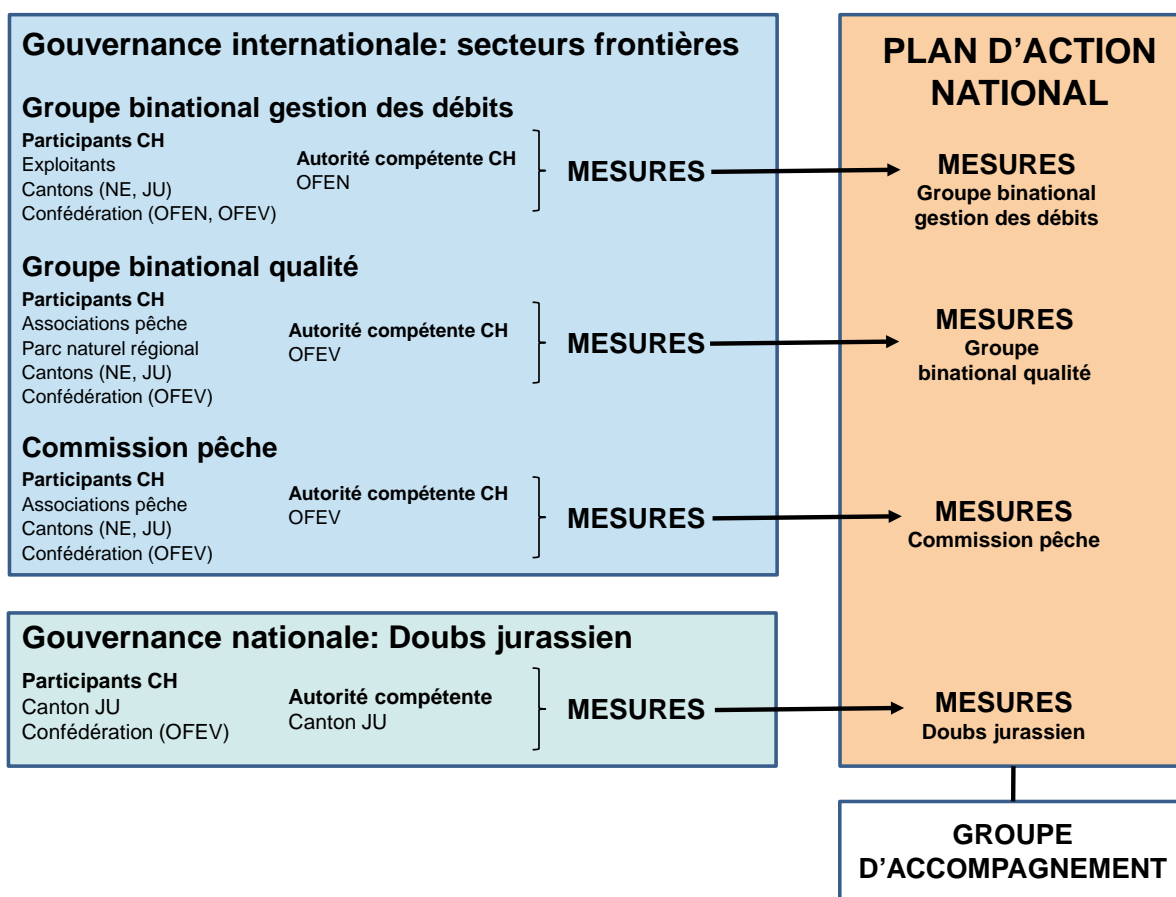 Gouvernance internationale: secteurs frontières
Groupe binational gestion des débits
Participants CH
Exploitants
Cantons (NE, JU)
Confédération (OFEN, OFEV)
Autorité compétente CH
OFEN
MESURES
Groupe binational qualité
Participants CH
Associations pêche
Parc naturel régional
Cantons (NE, JU)
Confédération (OFEV)
Autorité compétente CH
OFEV
MESURES
Commission pêche
Participants CH
Associations pêche
Cantons (NE, JU)
Confédération (OFEV)
Autorité compétente CH
OFEV
MESURES
Gouvernance nationale: Doubs jurassien
Participants CH
Canton JU
Confédération (OFEV)
Autorité compétente
Canton JU
MESURES
PLAN D’ACTION
NATIONAL
MESURES
Groupe binational
gestion des débits
MESURES
Groupe
binational qualité
MESURES
Commission pêche
MESURES
Doubs jurassien
GROUPE
D’ACCOMPAGNEMENT